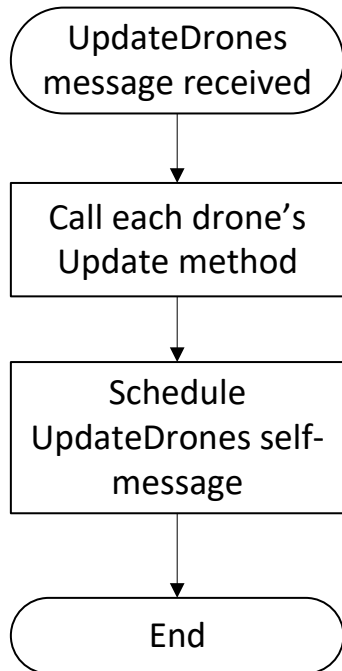 UpdateDrones
message received
Call each drone’s
Update method
Schedule
UpdateDrones self-
message
End